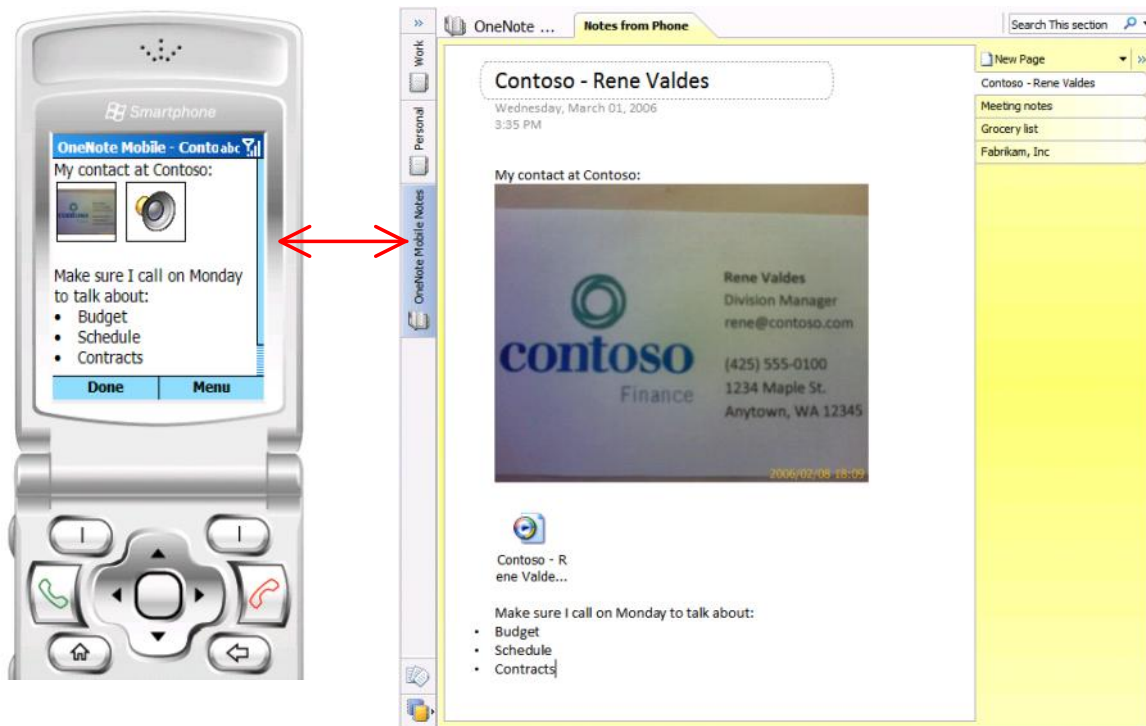 Smartphone
OneNote Mobile - Conto abc
My contact at Contoso:
contoso
Make sure I call on Monday
to talk about:
• Budget
• Schedule
• Contracts
Done Menu
»
Work
Personal
OneNote Mobile Notes
OneNote ...
Notes from Phone
Search This section
Contoso - Rene Valdes
Wednesday, March 01, 2006
3:35 PM
My contact at Contoso:
contoso
Finance
Rene Valdes
Division Manager
rene@contoso.com
(425) 555-0100
1234 Maple St.
Anytown, WA 12345
2006/02/08 18:09
Contoso - R
ene Valde...
Make sure I call on Monday to talk about:
• Budget
• Schedule
• Contracts
New Page »
Contoso - Rene Valdes
Meeting notes
Grocery list
Fabrikam, Inc